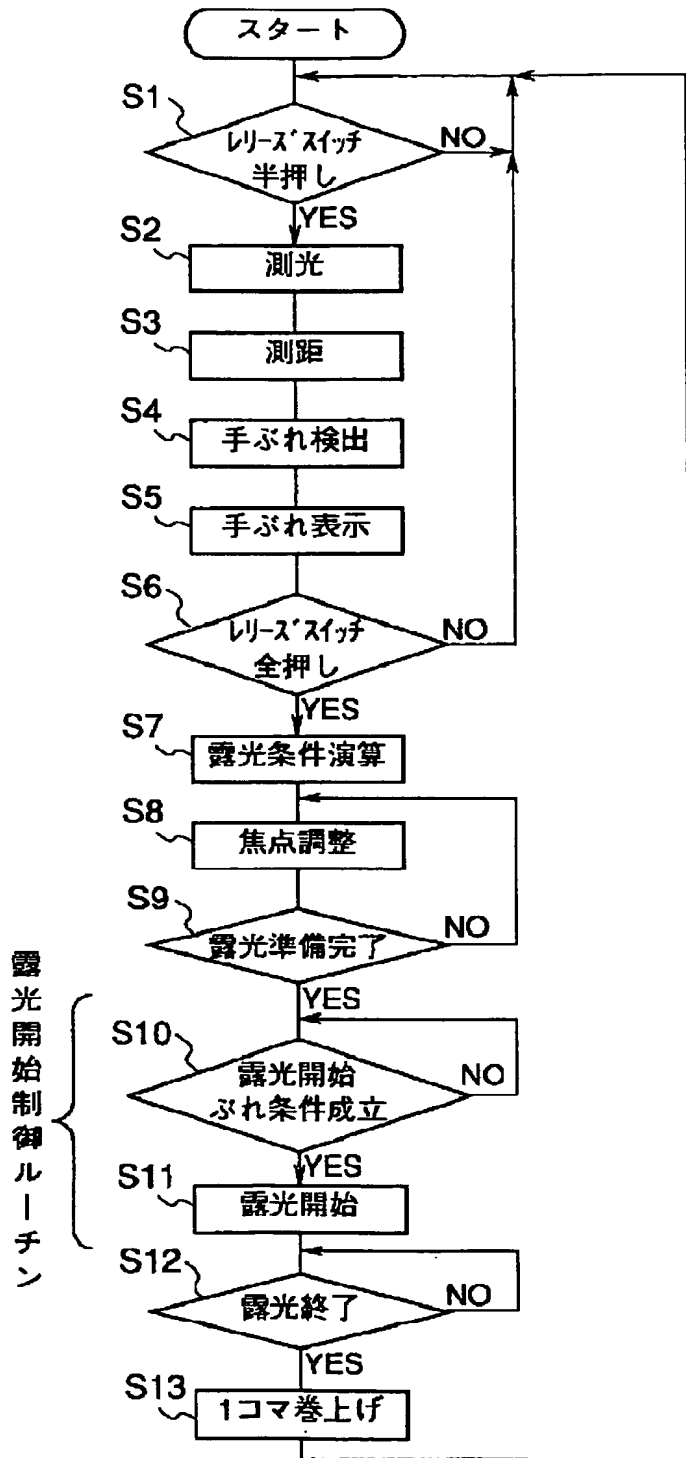 スタート
S1
レリーズスイッチ
半押し
NO
YES
S2
測光
S3
測距
S4
手ぶれ検出
S5
手ぶれ表示
S6
レリーズスイッチ
全押し
NO
YES
S7
露光条件演算
S8
焦点調整
S9
露光準備完了
NO
YES
露光開始制御ルーチン
S10
露光開始
ぶれ条件成立
NO
YES
S11
露光開始
S12
露光終了
NO
YES
S13
1コマ巻上げ